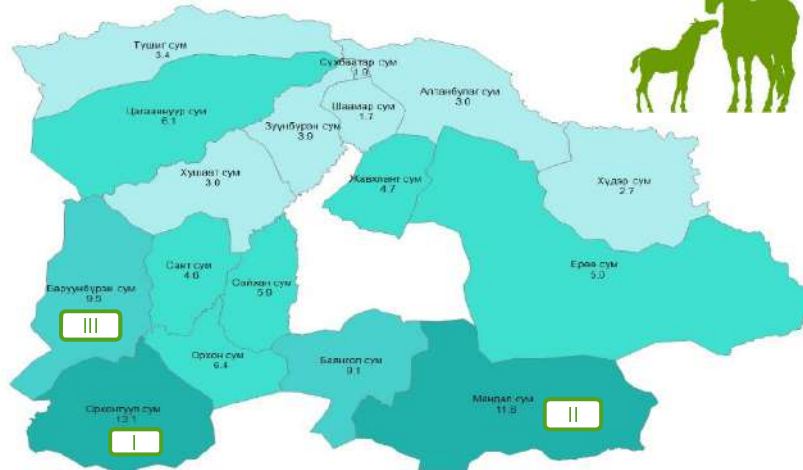 Түшиг сум
3.4
Сүхбаатар сум
1.9
Алтанбулаг сум
3.0
Цагааннуур сум
6.1
Шаамар сум
1.7
Зүүнбүрэн сум
3.9
Хушаат сум
3.0
Жавхлант сум
4.7
Хүдэр сум
2.7
Сант сум
4.6
Ерөө сум
5.0
Сайхан сум
5.9
Баруунбүрэн сум
9.5
III
Орхон сум
6.4
Баянгол сум
9.1
Мандал сум
11.8
II
Орхонтуул сум
13.1
I